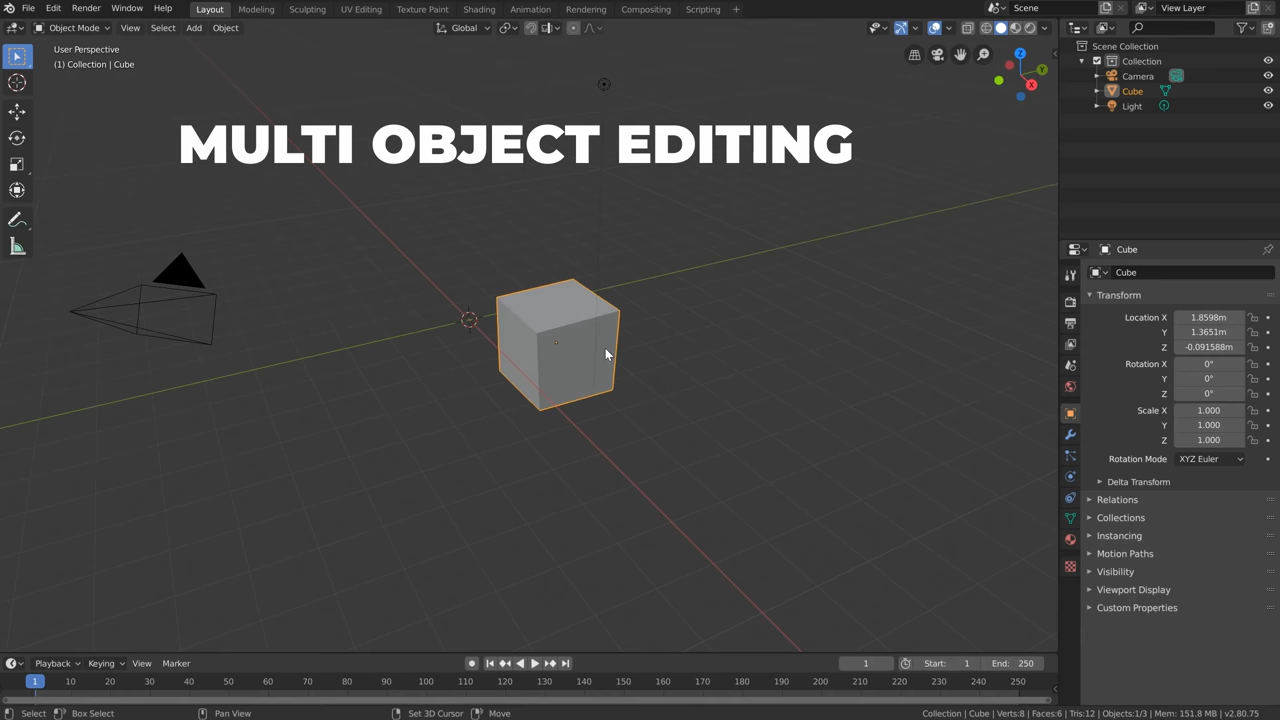 File Edit Render Window Help Layout Modeling Sculpting UV Editing Texture Paint Shading Animation Rendering Compositing Scripting + Scene View Layer
Object Mode View Select Add Object Global
User Perspective
(1) Collection | Cube
Z
Y
X
MULTI OBJECT EDITING
Scene Collection
Collection
Camera
Cube
Light
Cube
Cube
Transform
Location X 1.8598m
Y 1.3651m
Z -0.091588m
Rotation X 0°
Y 0°
Z 0°
Scale X 1.000
Y 1.000
Z 1.000
Rotation Mode XYZ Euler
Delta Transform
Relations
Collections
Instancing
Motion Paths
Visibility
Viewport Display
Custom Properties
Playback Keying View Marker 1 Start: 1 End: 250
1 10 20 30 40 50 60 70 80 90 100 110 120 130 140 150 160 170 180 190 200 210 220 230 240 250
Select Box Select Pan View Set 3D Cursor Move Collection | Cube | Verts:8 | Faces:6 | Tris:12 | Objects:1/3 | Mem: 151.8 MB | v2.80.75